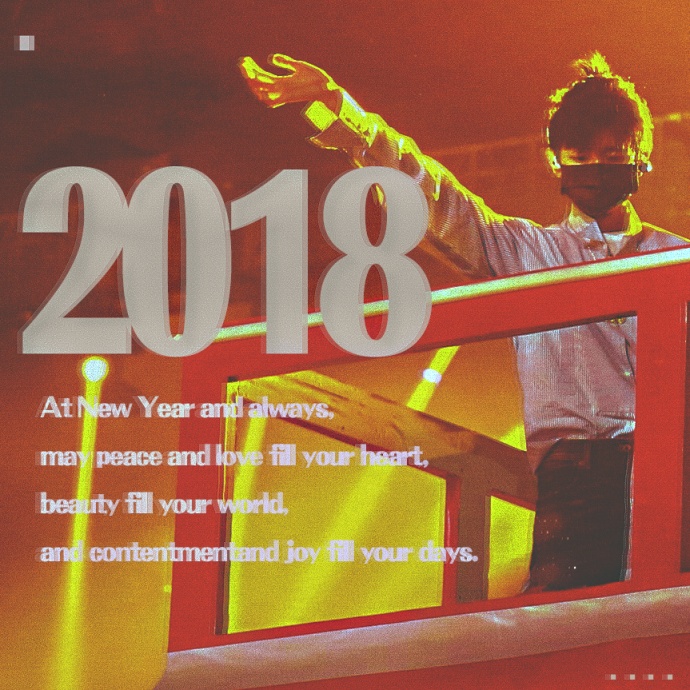 2018
At New Year and always,
may peace and love fill your heart,
beauty fill your world,
and contentmentand joy fill your days.